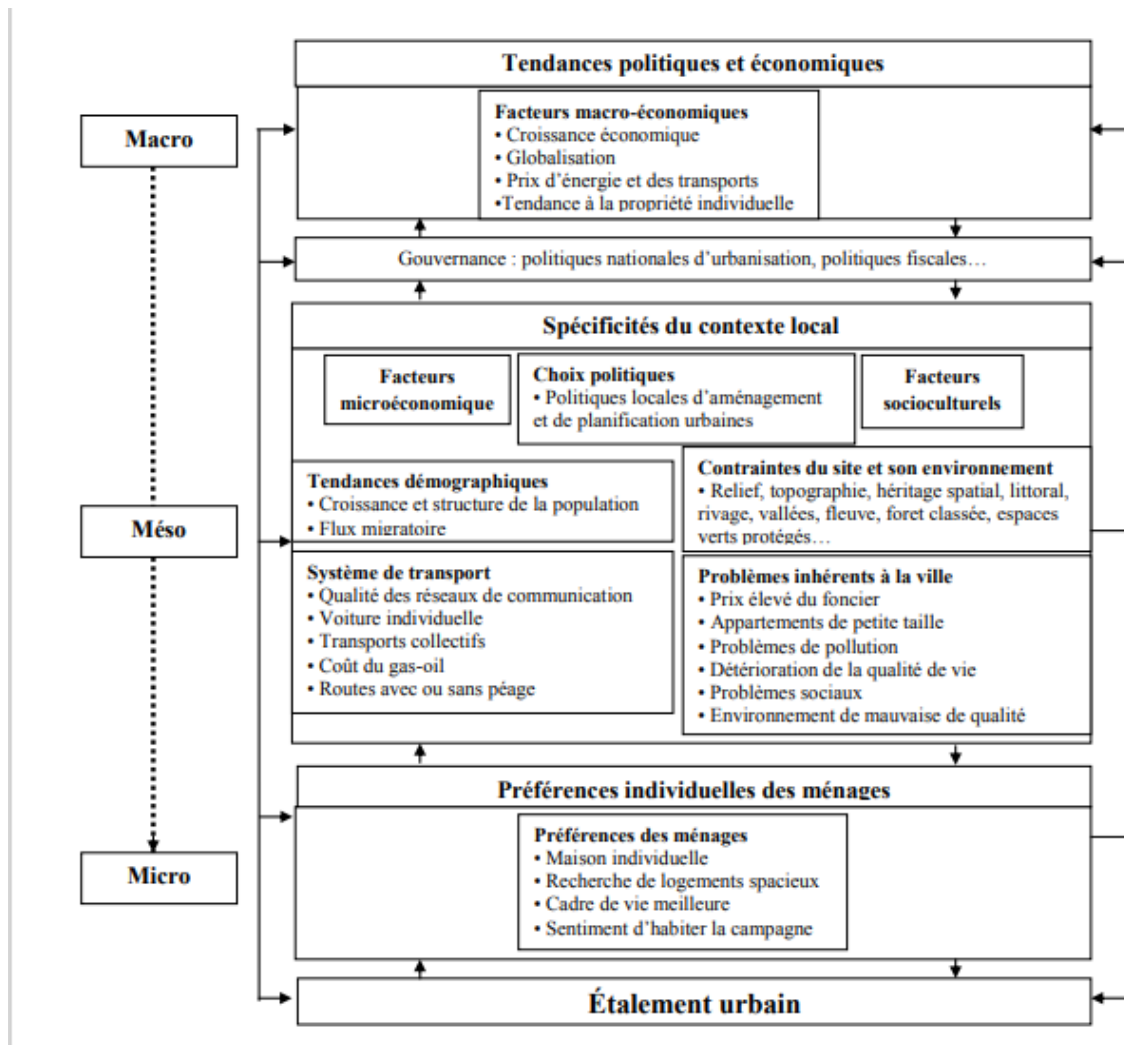 Tendances politiques et économiques
Macro
Facteurs macro-économiques
• Croissance économique
• Globalisation
• Prix d'énergie et des transports
•Tendance à la propriété individuelle
Gouvernance : politiques nationales d'urbanisation, politiques fiscales…
Spécificités du contexte local
Facteurs
microéconomique
Choix politiques
• Politiques locales d'aménagement
et de planification urbaines
Facteurs
socioculturels
Méso
Tendances démographiques
• Croissance et structure de la population
• Flux migratoire
Contraintes du site et son environnement
• Relief, topographie, héritage spatial, littoral,
rivage, vallées, fleuve, foret classée, espaces
verts protégés…
Système de transport
• Qualité des réseaux de communication
• Voiture individuelle
• Transports collectifs
• Coût du gas-oil
• Routes avec ou sans péage
Problèmes inhérents à la ville
• Prix élevé du foncier
• Appartements de petite taille
• Problèmes de pollution
• Détérioration de la qualité de vie
• Problèmes sociaux
• Environnement de mauvaise de qualité
Préférences individuelles des ménages
Micro
Préférences des ménages
• Maison individuelle
• Recherche de logements spacieux
• Cadre de vie meilleure
• Sentiment d'habiter la campagne
Étalement urbain